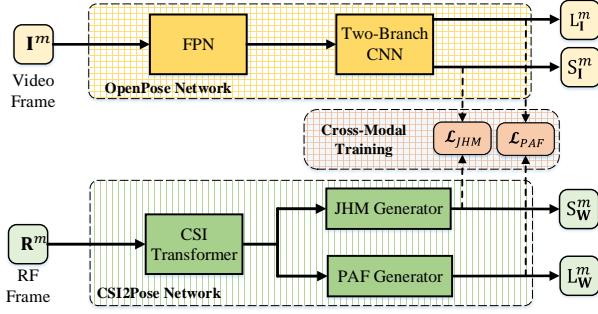 I^m
Video
Frame
FPN
Two-Branch
CNN
L_I^m
S_I^m
OpenPose Network
Cross-Modal
Training
ℒ_JHM
ℒ_PAF
R^m
RF
Frame
CSI
Transformer
JHM Generator
PAF Generator
S_W^m
L_W^m
CSI2Pose Network